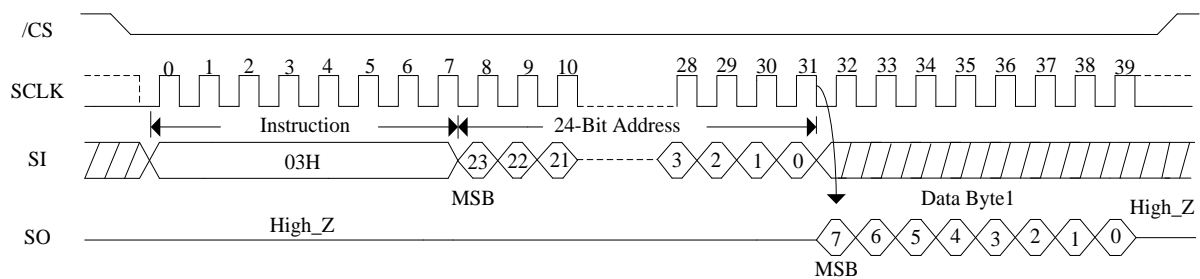 /CS
0 1 2 3 4 5 6 7 8 9 10 28 29 30 31 32 33 34 35 36 37 38 39
SCLK
Instruction 24-Bit Address
SI 03H 23 22 21 3 2 1 0
MSB Data Byte1
High_Z High_Z
SO 7 6 5 4 3 2 1 0
MSB